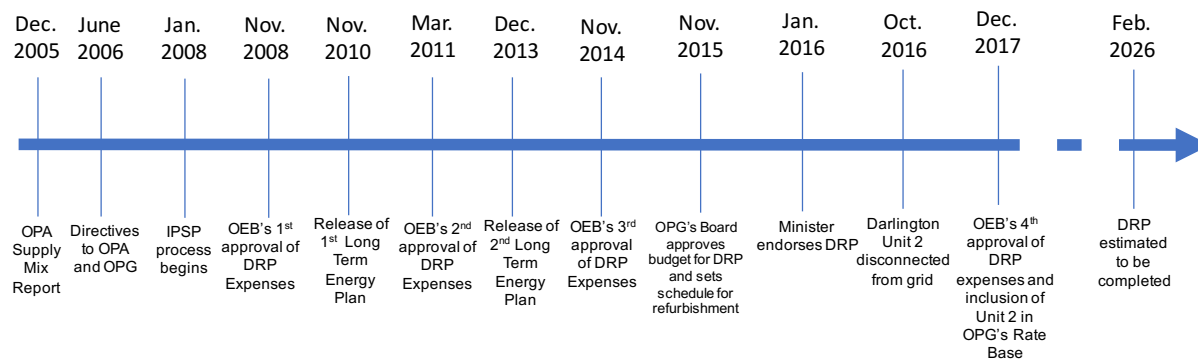 Dec.
2005
June
2006
Jan.
2008
Nov.
2008
Nov.
2010
Mar.
2011
Dec.
2013
Nov.
2014
Nov.
2015
Jan.
2016
Oct.
2016
Dec.
2017
Feb.
2026
OPA
Supply
Mix
Report
Directives
to OPA
and OPG
IPSP
process
begins
OEB's 1st
approval of
DRP
Expenses
Release of
1st Long
Term
Energy
Plan
OEB's 2nd
approval of
DRP
Expenses
Release of
2nd Long
Term
Energy
Plan
OEB's 3rd
approval
of DRP
Expenses
OPG's Board
approves
budget for DRP
and sets
schedule for
refurbishment
Minister
endorses DRP
Darlington
Unit 2
disconnected
from grid
OEB's 4th
approval of
DRP
expenses and
inclusion of
Unit 2 in
OPG's Rate
Base
DRP
estimated
to be
completed